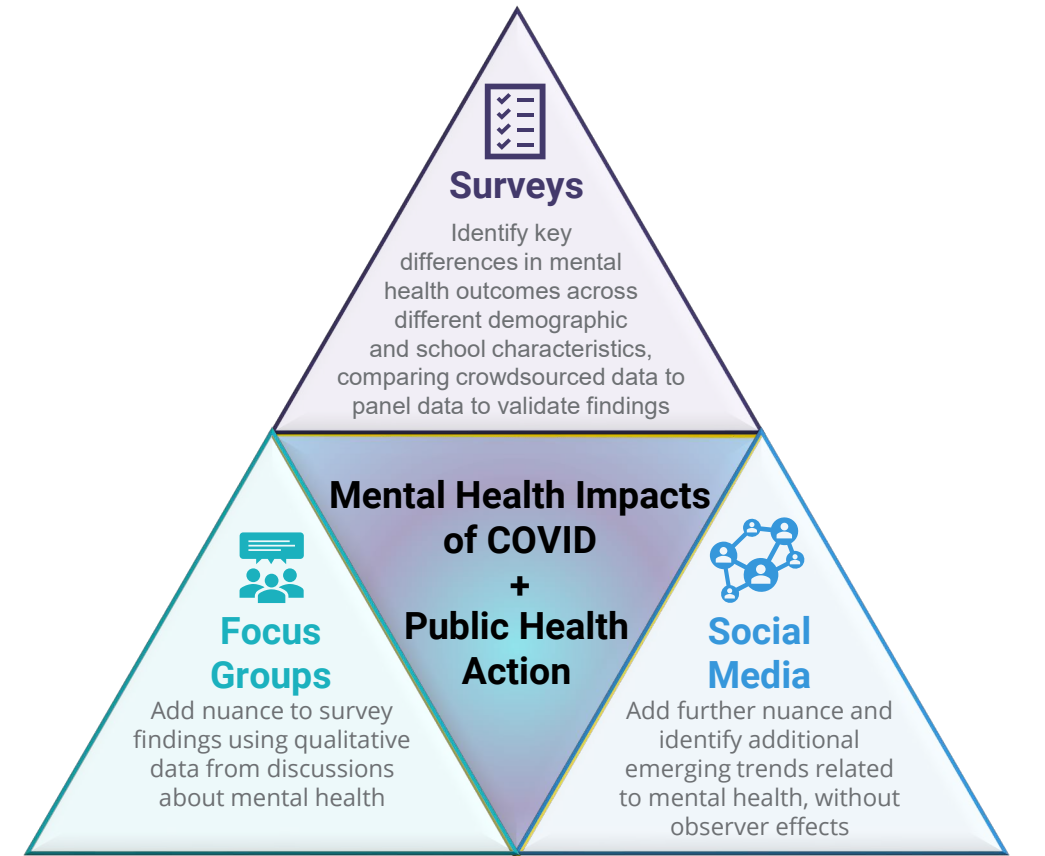 Surveys
Identify key
differences in mental
health outcomes across
different demographic
and school characteristics,
comparing crowdsourced data to
panel data to validate findings
Mental Health Impacts
of COVID
+
Public Health
Action
Focus
Groups
Add nuance to survey
findings using qualitative
data from discussions
about mental health
Social
Media
Add further nuance and
identify additional
emerging trends related
to mental health, without
observer effects